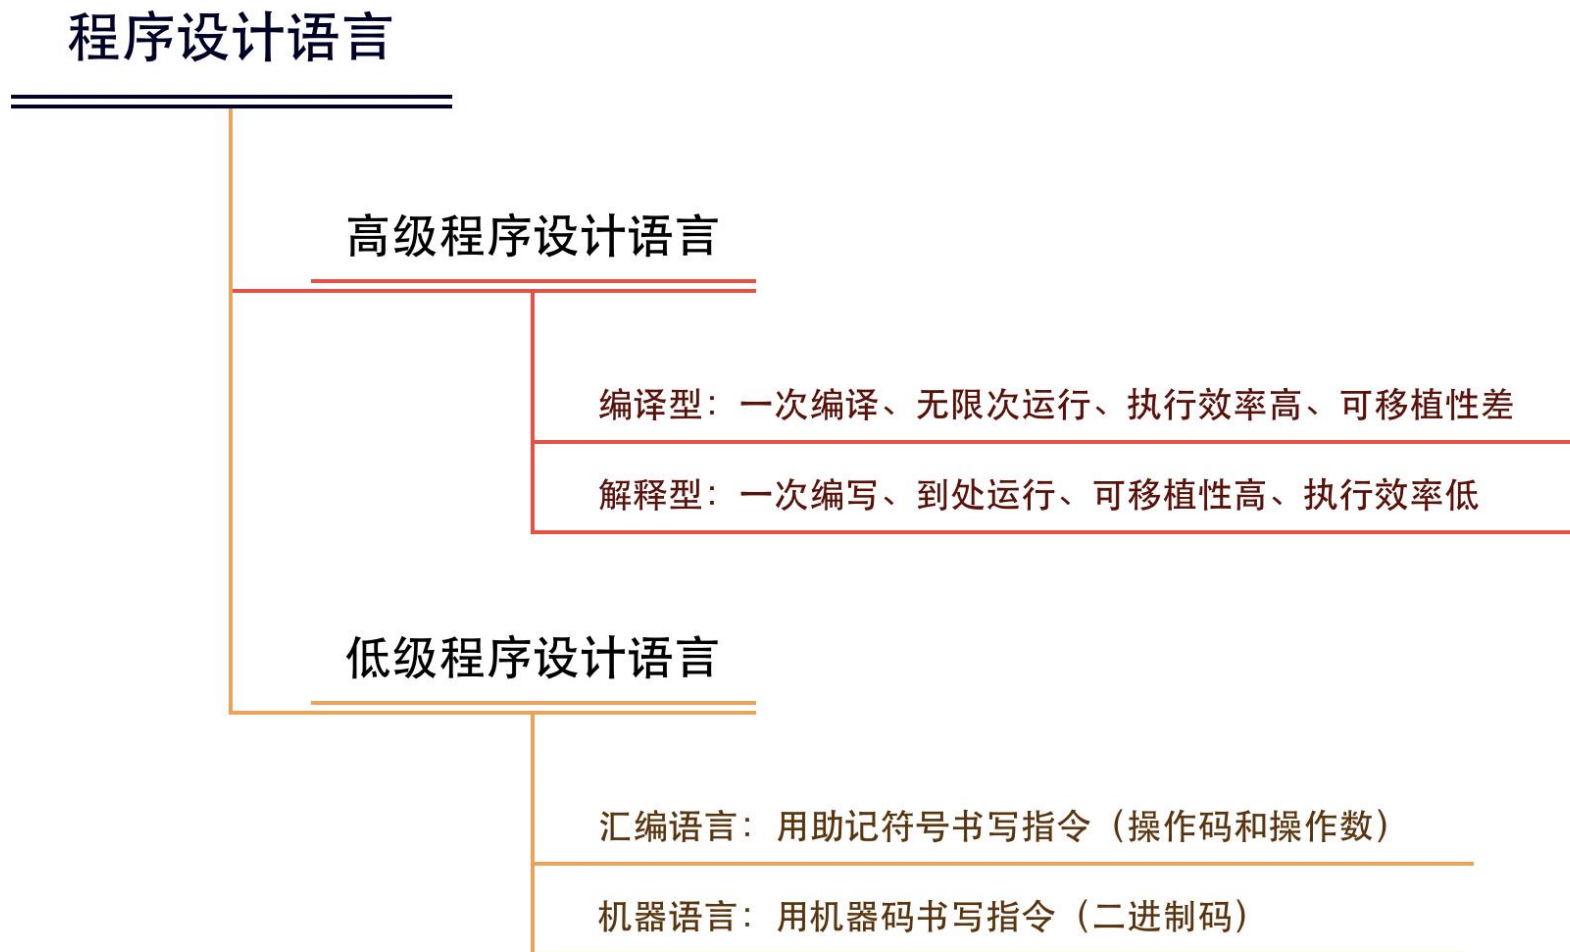 程序设计语言
高级程序设计语言
编译型：一次编译、无限次运行、执行效率高、可移植性差
解释型：一次编写、到处运行、可移植性高、执行效率低
低级程序设计语言
汇编语言：用助记符号书写指令（操作码和操作数）
机器语言：用机器码书写指令（二进制码）